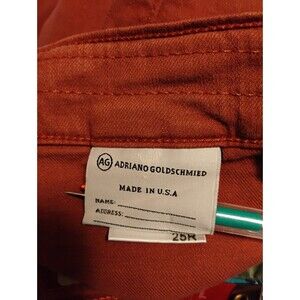 AG ADRIANO GOLDSCHMIED
MADE IN U.S.A
NAME:
ADDRESS:
25R